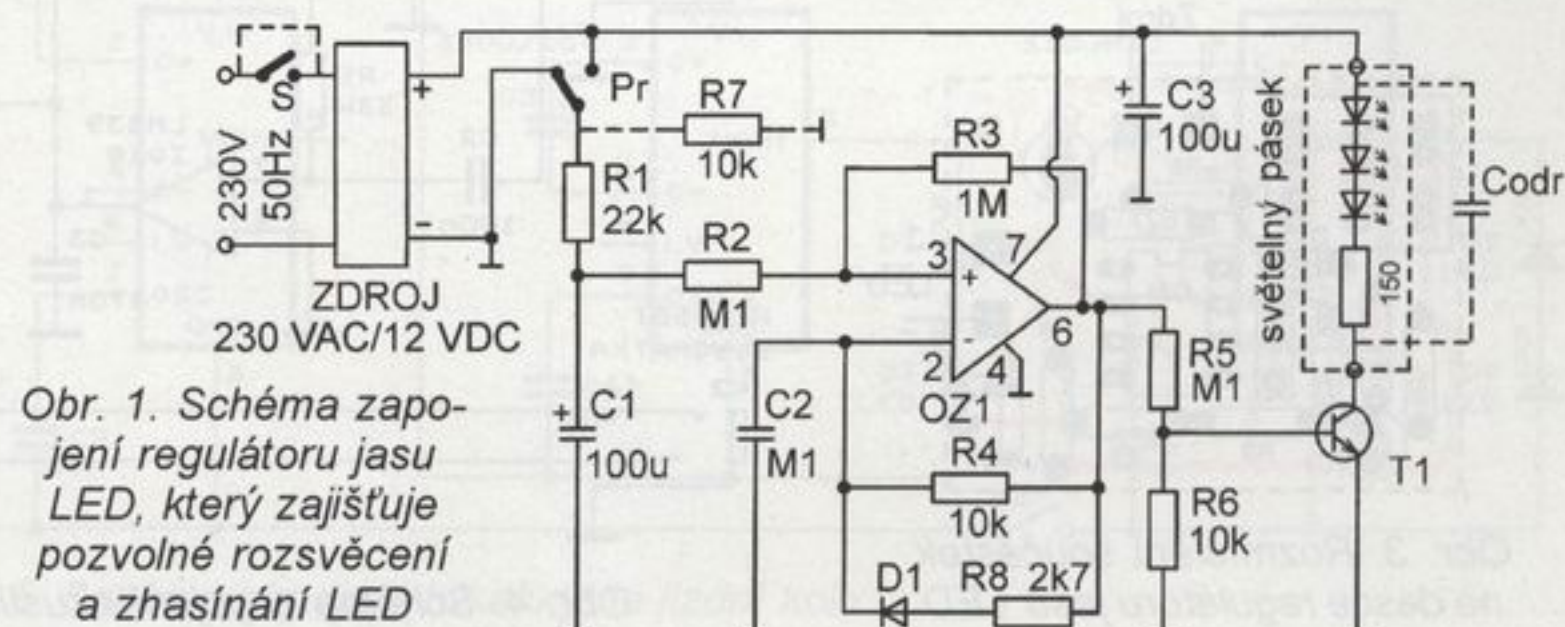 S
230V
50Hz
+
-
ZDROJ
230 VAC/12 VDC
Pr
R7
10k
R1
22k
R2
M1
R3
1M
3
+
7
2
-
4
6
OZ1
+
C3
100u
světelný pásek
150
Codr
R5
M1
+
C1
100u
C2
M1
R4
10k
T1
R6
10k
D1
R8 2k7
Obr. 1. Schéma zapo-
jení regulátoru jasu
LED, který zajišťuje
pozvolné rozsvěcení
a zhasínání LED